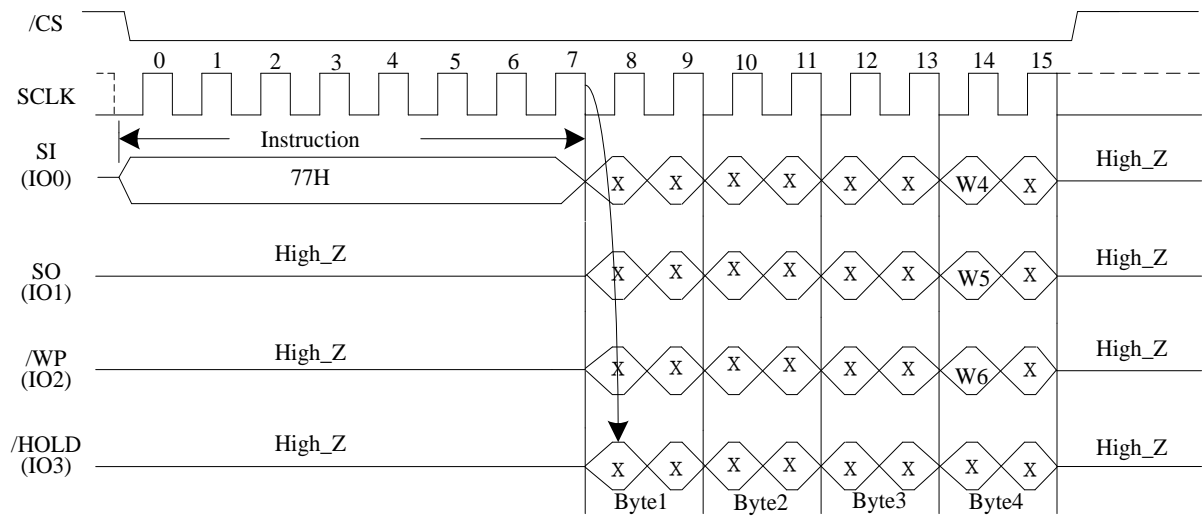 /CS
0 1 2 3 4 5 6 7 8 9 10 11 12 13 14 15
SCLK
Instruction
SI
(IO0)
77H
X X X X X X W4 X
High_Z
SO
(IO1)
High_Z
X X X X X X W5 X
High_Z
/WP
(IO2)
High_Z
X X X X X X W6 X
High_Z
/HOLD
(IO3)
High_Z
X X X X X X X X
High_Z
Byte1 Byte2 Byte3 Byte4